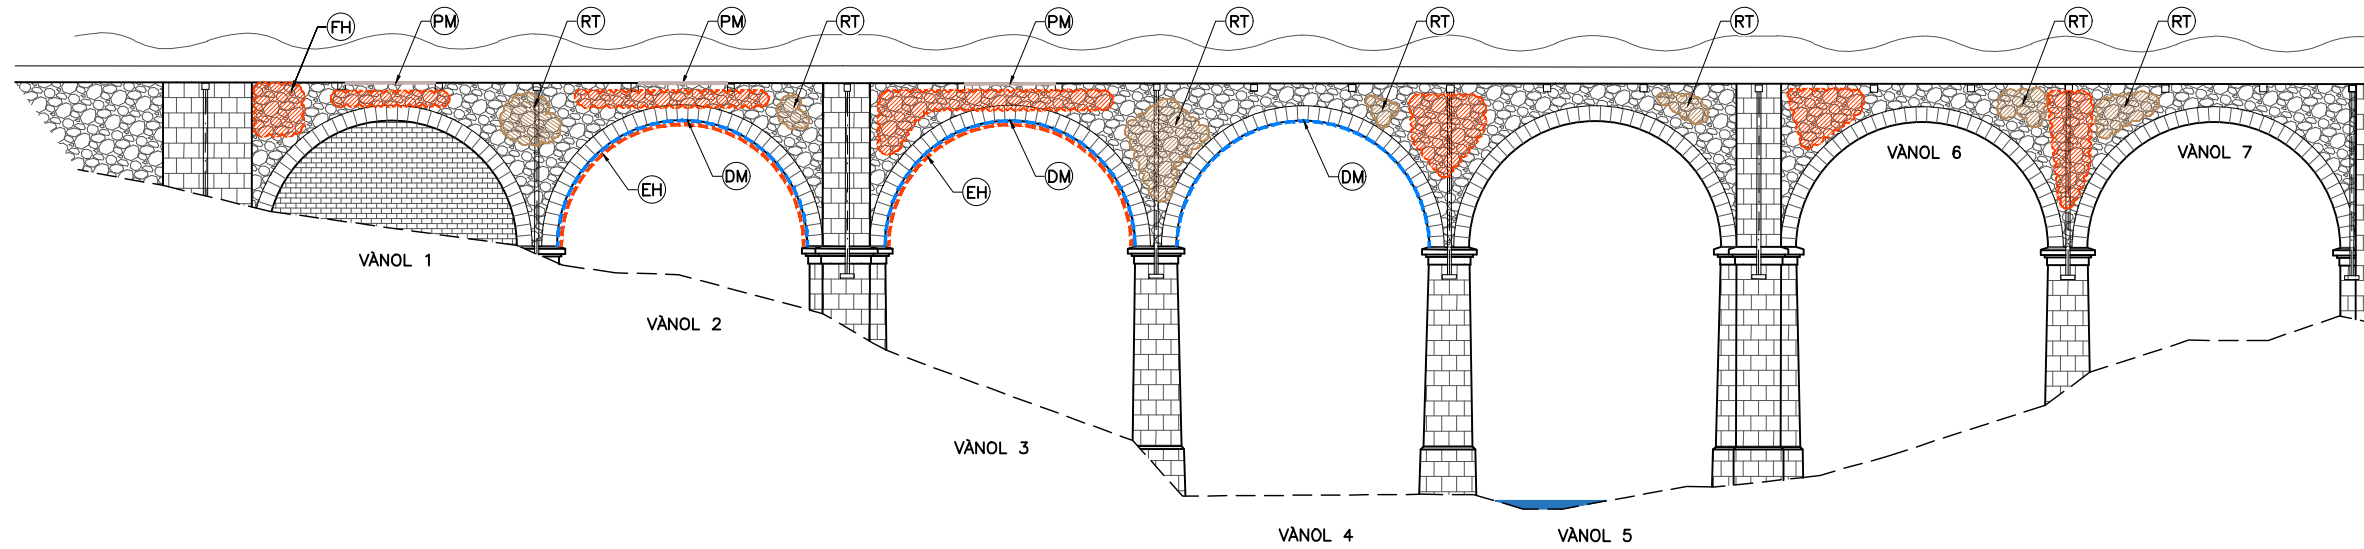 FH PM RT PM RT PM RT RT RT RT RT
EH DM EH DM DM
VÀNOL 6 VÀNOL 7
VÀNOL 1
VÀNOL 2
VÀNOL 3
VÀNOL 4 VÀNOL 5